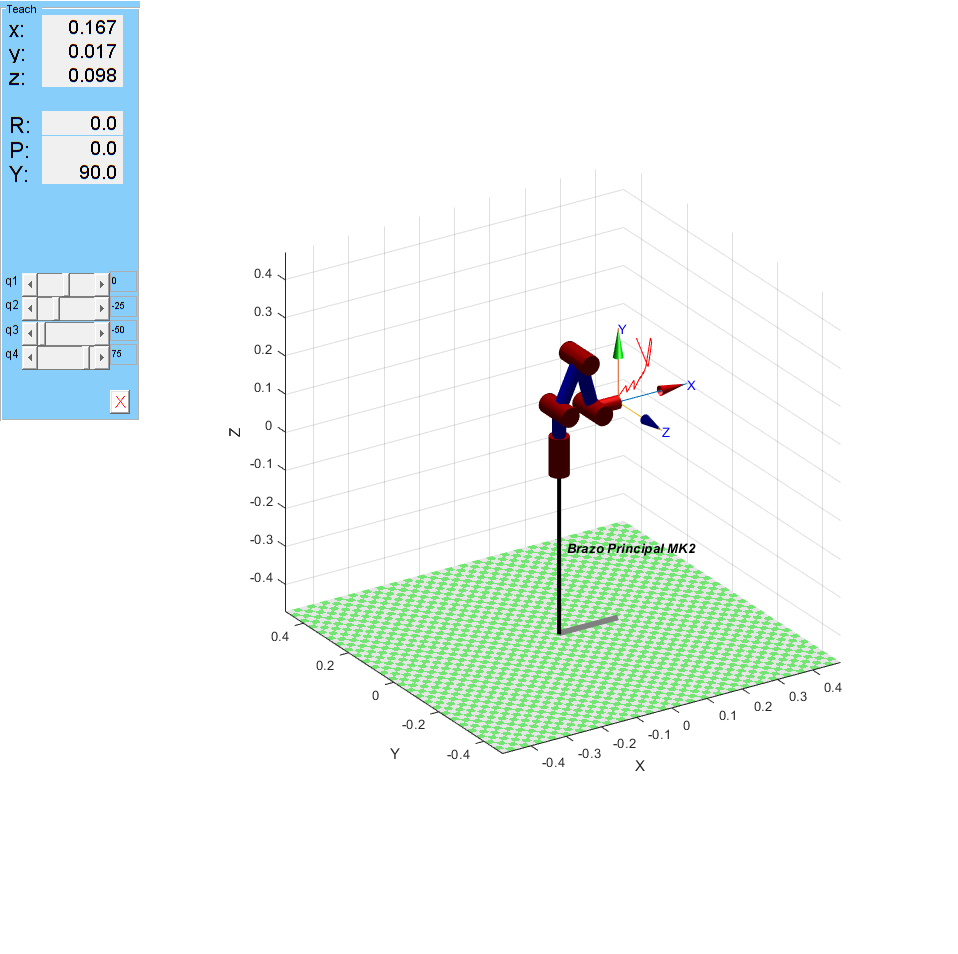 Teach
x: 0.167
y: 0.017
z: 0.098
R: 0.0
P: 0.0
Y: 90.0
q1 0
q2 -25
q3 -50
q4 75
X
0.4
0.3
0.2
0.1
0
-0.1
-0.2
-0.3
-0.4
Z
Y
X
Z
Brazo Principal MK2
0.4
0.2
0
-0.2
-0.4
Y
-0.4
-0.3
-0.2
-0.1
0
0.1
0.2
0.3
0.4
X